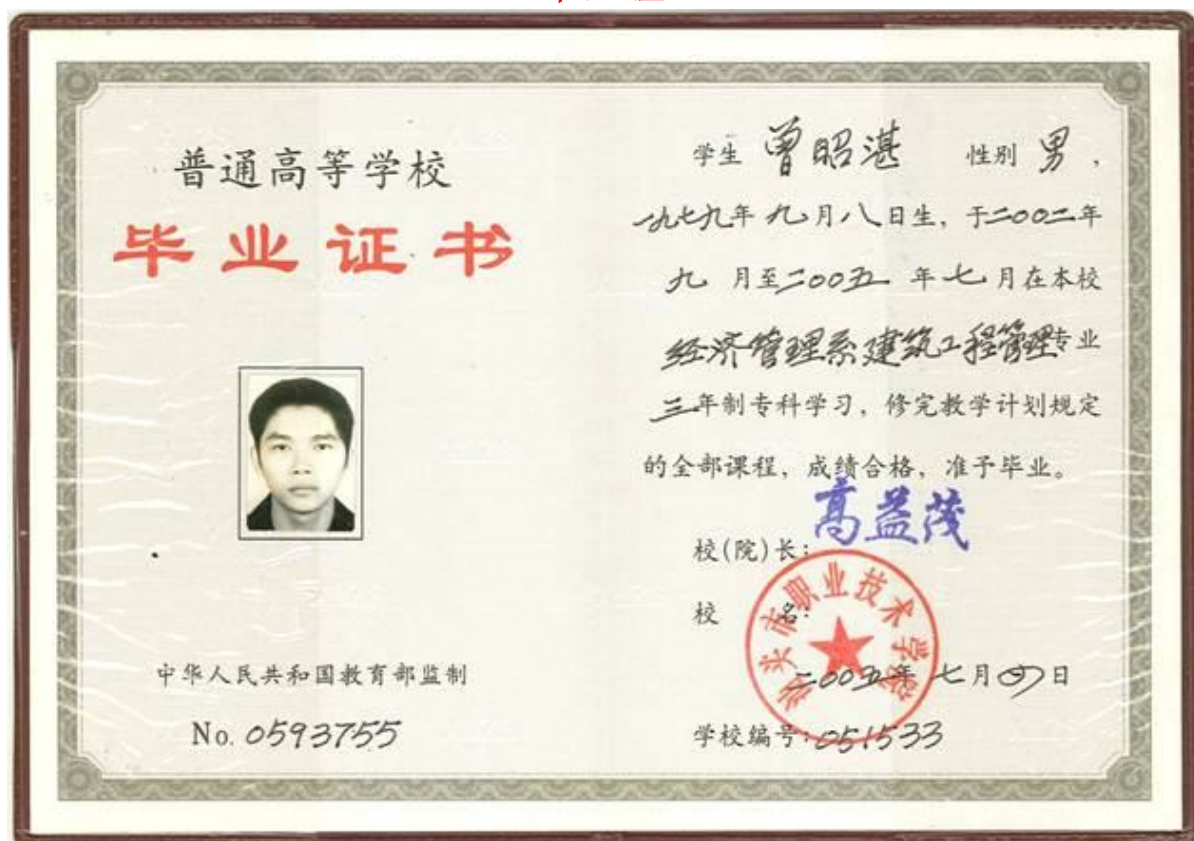 普通高等学校
毕业证书
中华人民共和国教育部监制
No. 0593755
学生 曾昭湛 性别 男,
一九七九年九月八日生,于二00二年
九月至二00五年七月在本校
经济管理系建筑工程管理专业
三年制专科学习,修完教学计划规定
的全部课程,成绩合格,准予毕业。
高益茂
校(院)长:
校 名:
市职业技术学院
二00五年七月四日
学校编号:051533